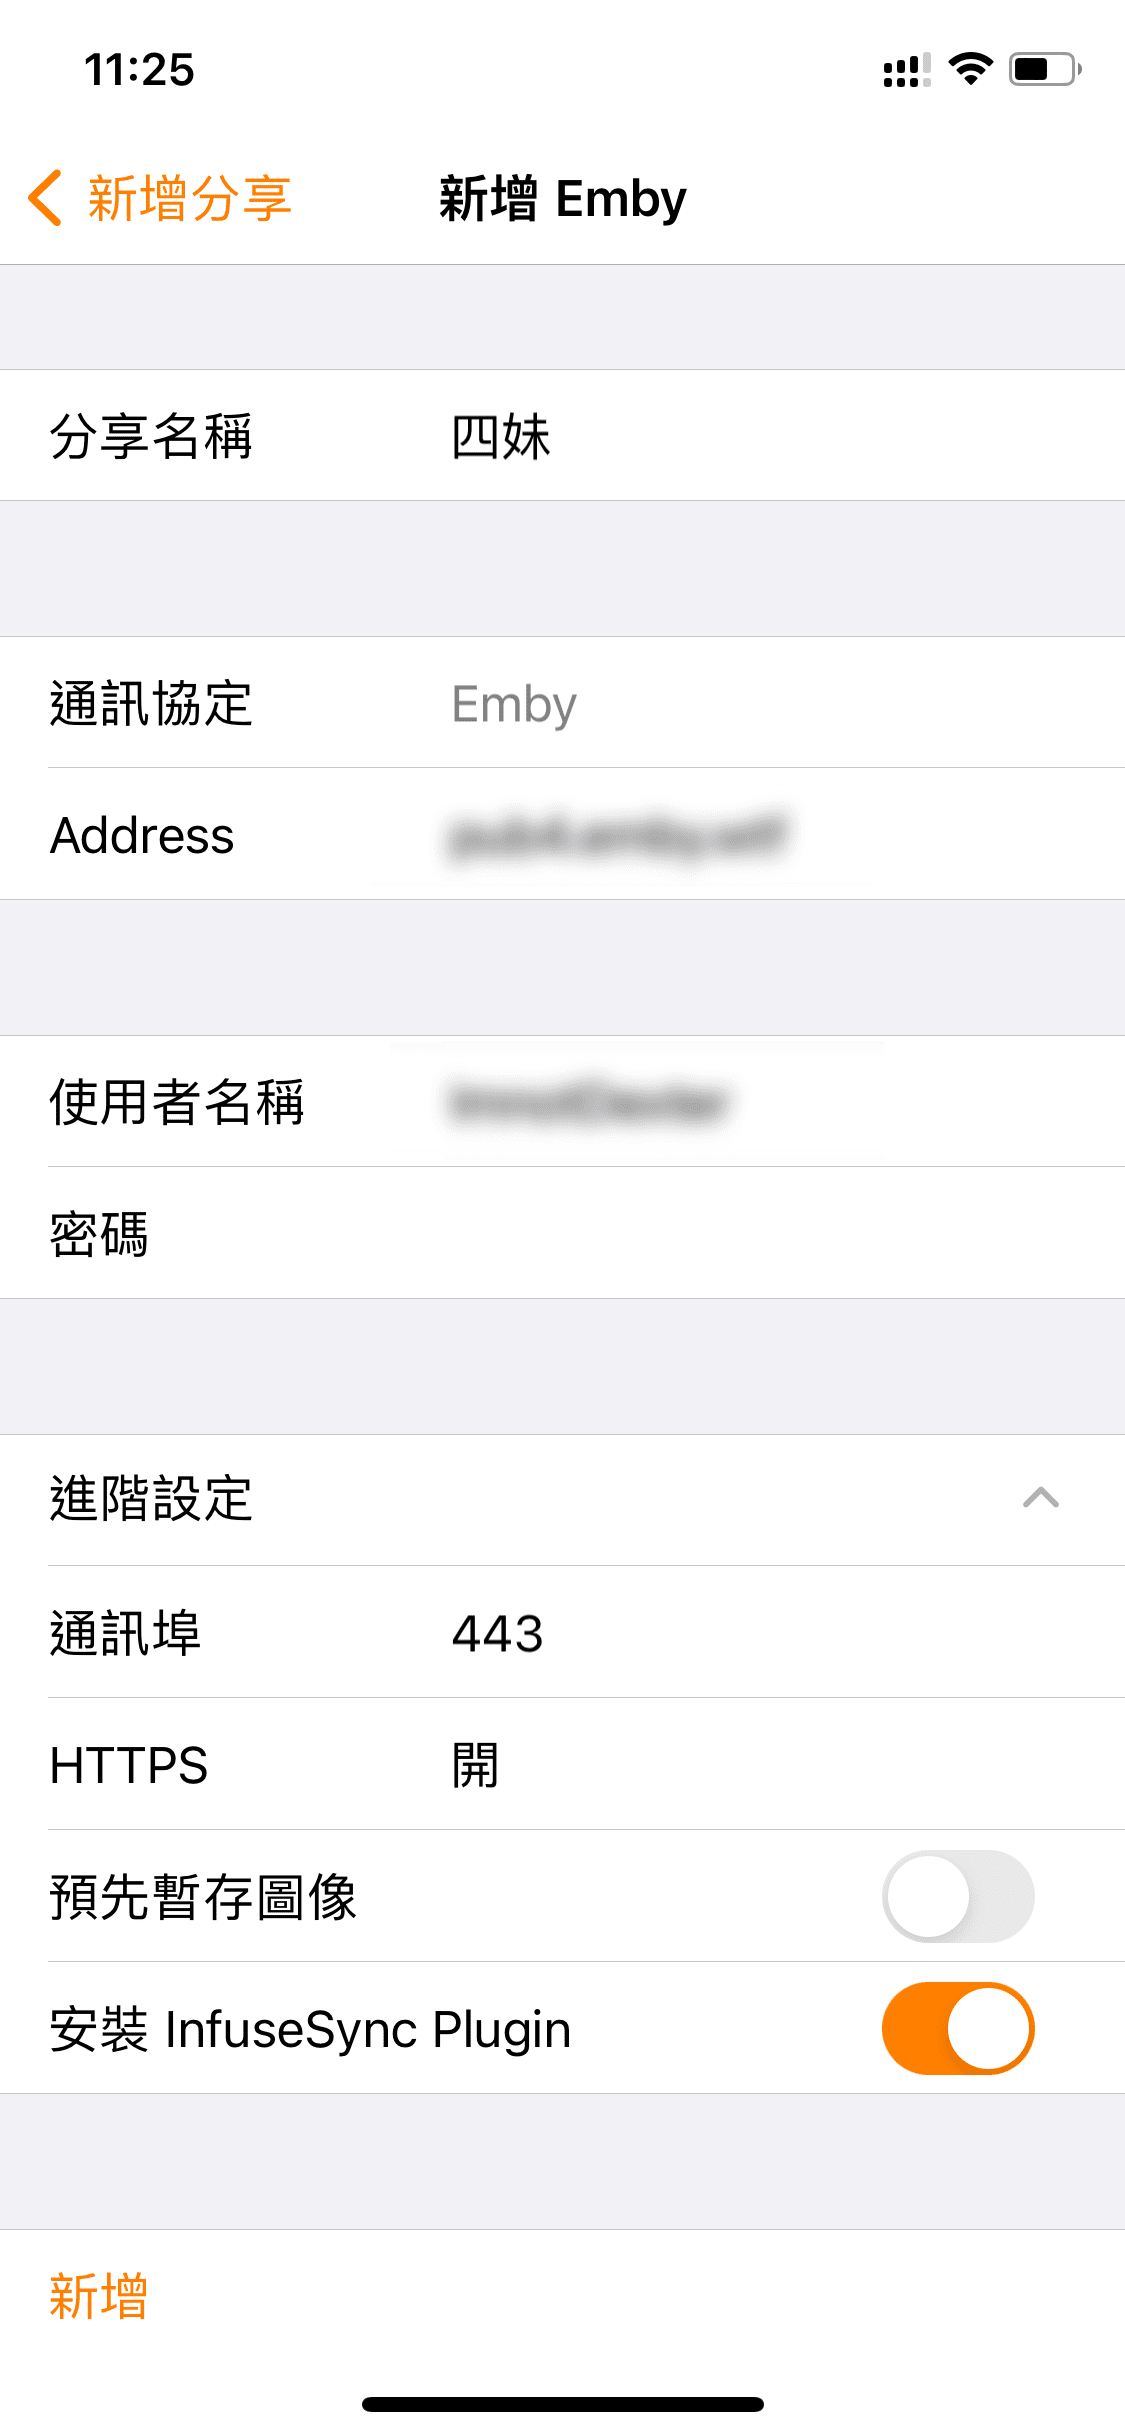 11:25
新增分享
新增 Emby
分享名稱 四妹
通訊協定 Emby
Address
使用者名稱
密碼
進階設定
通訊埠 443
HTTPS 開
預先暫存圖像
安裝 InfuseSync Plugin
新增